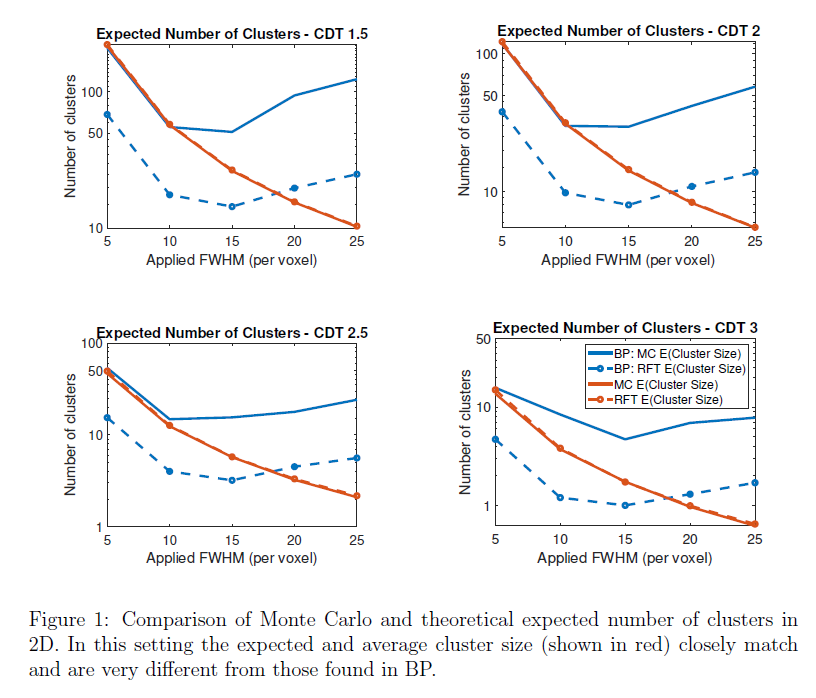 Expected Number of Clusters - CDT 1.5
Number of clusters
100
50
10
5 10 15 20 25
Applied FWHM (per voxel)
Expected Number of Clusters - CDT 2
Number of clusters
100
50
10
5 10 15 20 25
Applied FWHM (per voxel)
Expected Number of Clusters - CDT 2.5
Number of clusters
100
50
10
1
5 10 15 20 25
Applied FWHM (per voxel)
Expected Number of Clusters - CDT 3
Number of clusters
50
10
1
BP: MC E(Cluster Size)
BP: RFT E(Cluster Size)
MC E(Cluster Size)
RFT E(Cluster Size)
5 10 15 20 25
Applied FWHM (per voxel)
Figure 1: Comparison of Monte Carlo and theoretical expected number of clusters in
2D. In this setting the expected and average cluster size (shown in red) closely match
and are very different from those found in BP.